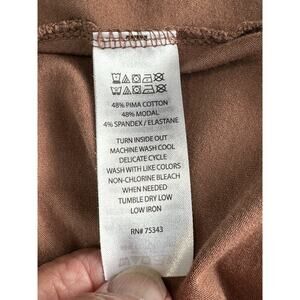 48% PIMA COTTON
48% MODAL
4% SPANDEX / ELASTANE
TURN INSIDE OUT
MACHINE WASH COOL
DELICATE CYCLE
WASH WITH LIKE COLORS
NON-CHLORINE BLEACH
WHEN NEEDED
TUMBLE DRY LOW
LOW IRON
RN# 75343